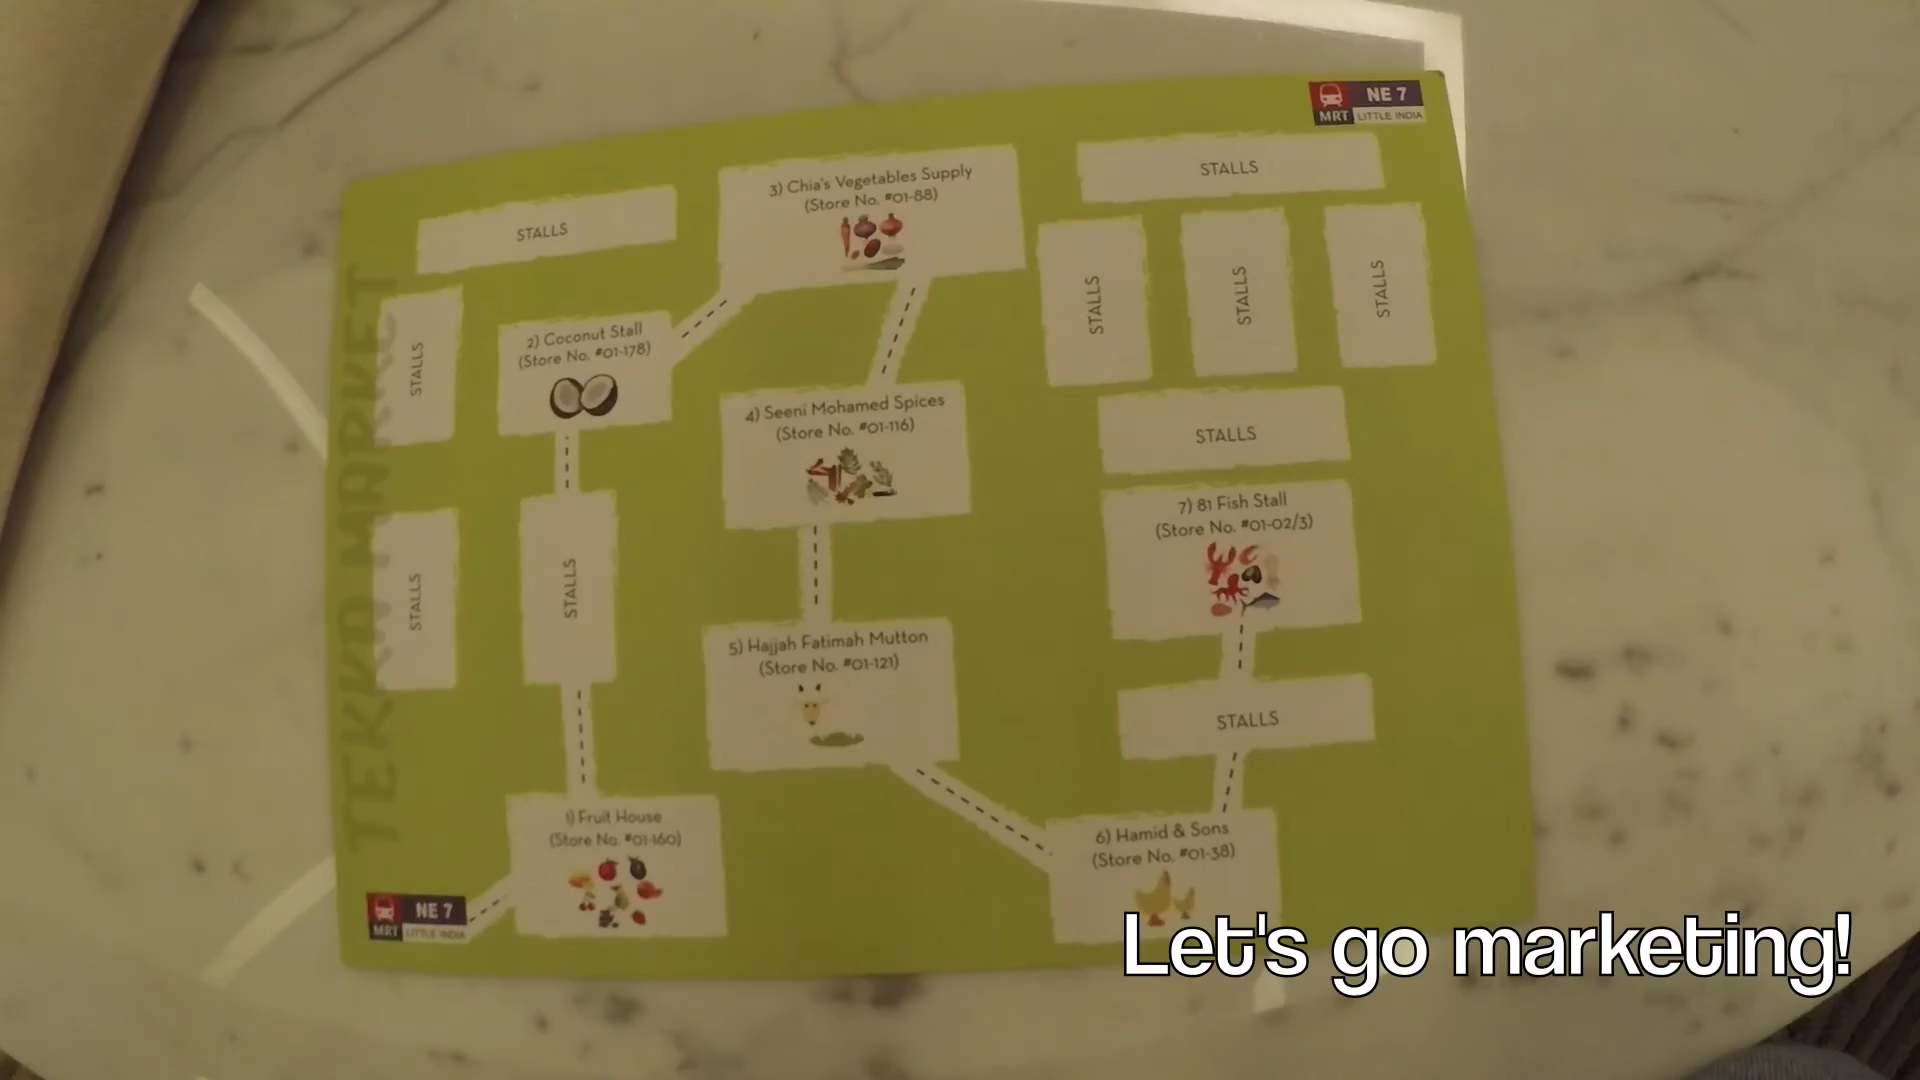 NE 7
MRT LITTLE INDIA
TEKKA MARKET
STALLS
3) Chia's Vegetables Supply
(Store No. #01-88)
STALLS
STALLS
STALLS
STALLS
STALLS
2) Coconut Stall
(Store No. #01-178)
4) Seeni Mohamed Spices
(Store No. #01-116)
STALLS
7) 81 Fish Stall
(Store No. #01-02/3)
STALLS
STALLS
5) Hajjah Fatimah Mutton
(Store No. #01-121)
STALLS
1) Fruit House
(Store No. #01-160)
6) Hamid & Sons
(Store No. #01-38)
NE 7
MRT LITTLE INDIA
Let's go marketing!